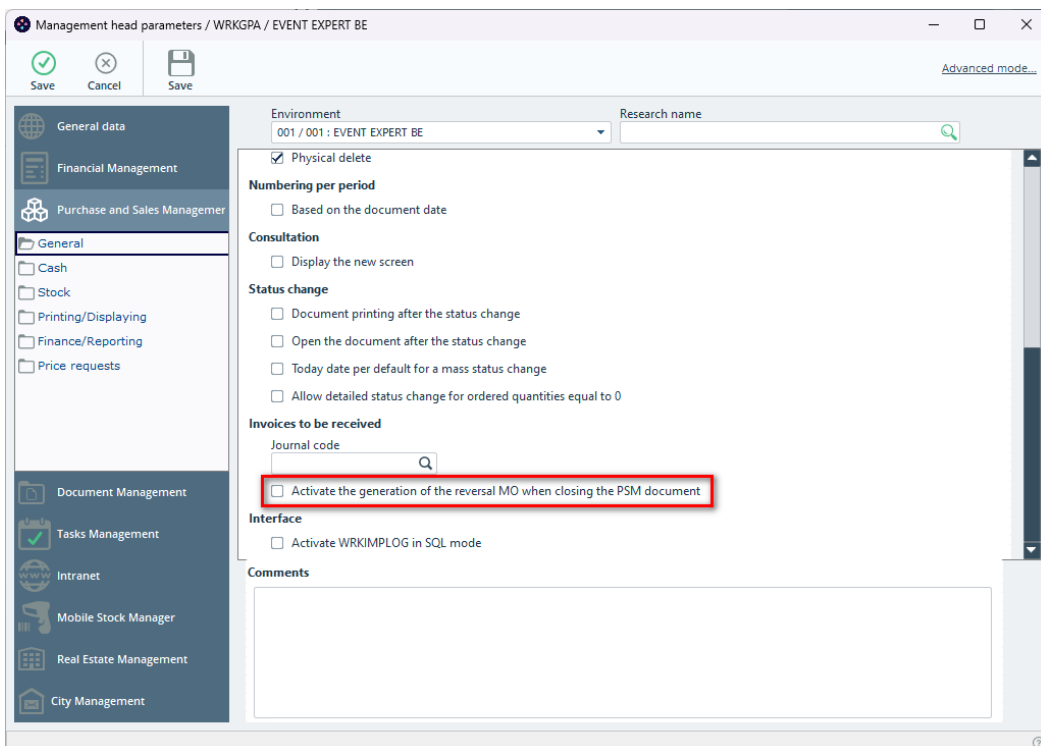 Management head parameters / WRKGPA / EVENT EXPERT BE
Save
Cancel
Save
Advanced mode...
General data
Financial Management
Purchase and Sales Managemer
General
Cash
Stock
Printing/Displaying
Finance/Reporting
Price requests
Document Management
Tasks Management
Intranet
Mobile Stock Manager
Real Estate Management
City Management
Environment
001 / 001 : EVENT EXPERT BE
Research name
Physical delete
Numbering per period
Based on the document date
Consultation
Display the new screen
Status change
Document printing after the status change
Open the document after the status change
Today date per default for a mass status change
Allow detailed status change for ordered quantities equal to 0
Invoices to be received
Journal code
Activate the generation of the reversal MO when closing the PSM document
Interface
Activate WRKIMPLOG in SQL mode
Comments